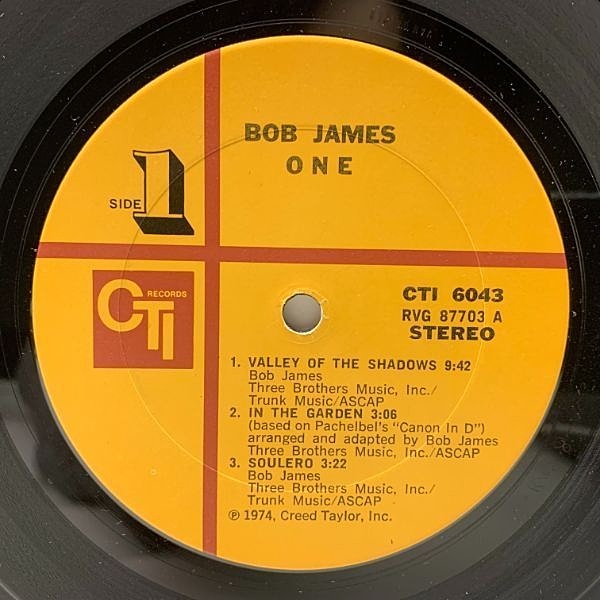 BOB JAMES
ONE
SIDE 1
CTI RECORDS
CTI 6043
RVG 87703 A
STEREO
1. VALLEY OF THE SHADOWS 9:42
Bob James
Three Brothers Music, Inc./
Trunk Music/ASCAP
2. IN THE GARDEN 3:06
(based on Pachelbel's "Canon In D")
arranged and adapted by Bob James
Three Brothers Music, Inc./ASCAP
3. SOULERO 3:22
Bob James
Three Brothers Music, Inc./
Trunk Music/ASCAP
℗ 1974, Creed Taylor, Inc.